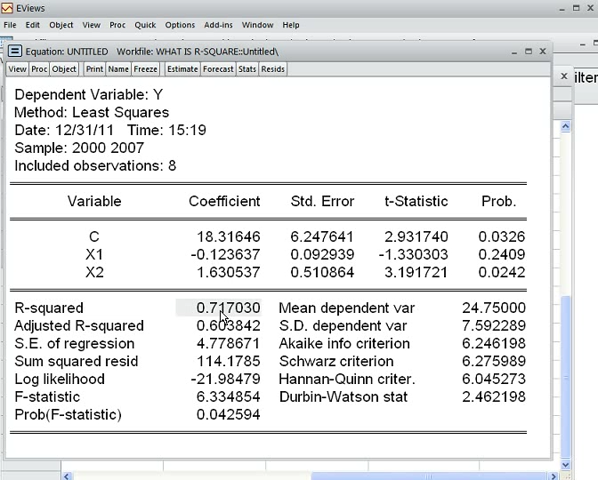 EViews
File Edit Object View Proc Quick Options Add-ins Window Help
Equation: UNTITLED Workfile: WHAT IS R-SQUARE::Untitled\
View Proc Object Print Name Freeze Estimate Forecast Stats Resids
Dependent Variable: Y
Method: Least Squares
Date: 12/31/11 Time: 15:19
Sample: 2000 2007
Included observations: 8
Variable Coefficient Std. Error t-Statistic Prob.
C 18.31646 6.247641 2.931740 0.0326
X1 -0.123637 0.092939 -1.330303 0.2409
X2 1.630537 0.510864 3.191721 0.0242
R-squared 0.717030 Mean dependent var 24.75000
Adjusted R-squared 0.603842 S.D. dependent var 7.592289
S.E. of regression 4.778671 Akaike info criterion 6.246198
Sum squared resid 114.1785 Schwarz criterion 6.275989
Log likelihood -21.98479 Hannan-Quinn criter. 6.045273
F-statistic 6.334854 Durbin-Watson stat 2.462198
Prob(F-statistic) 0.042594